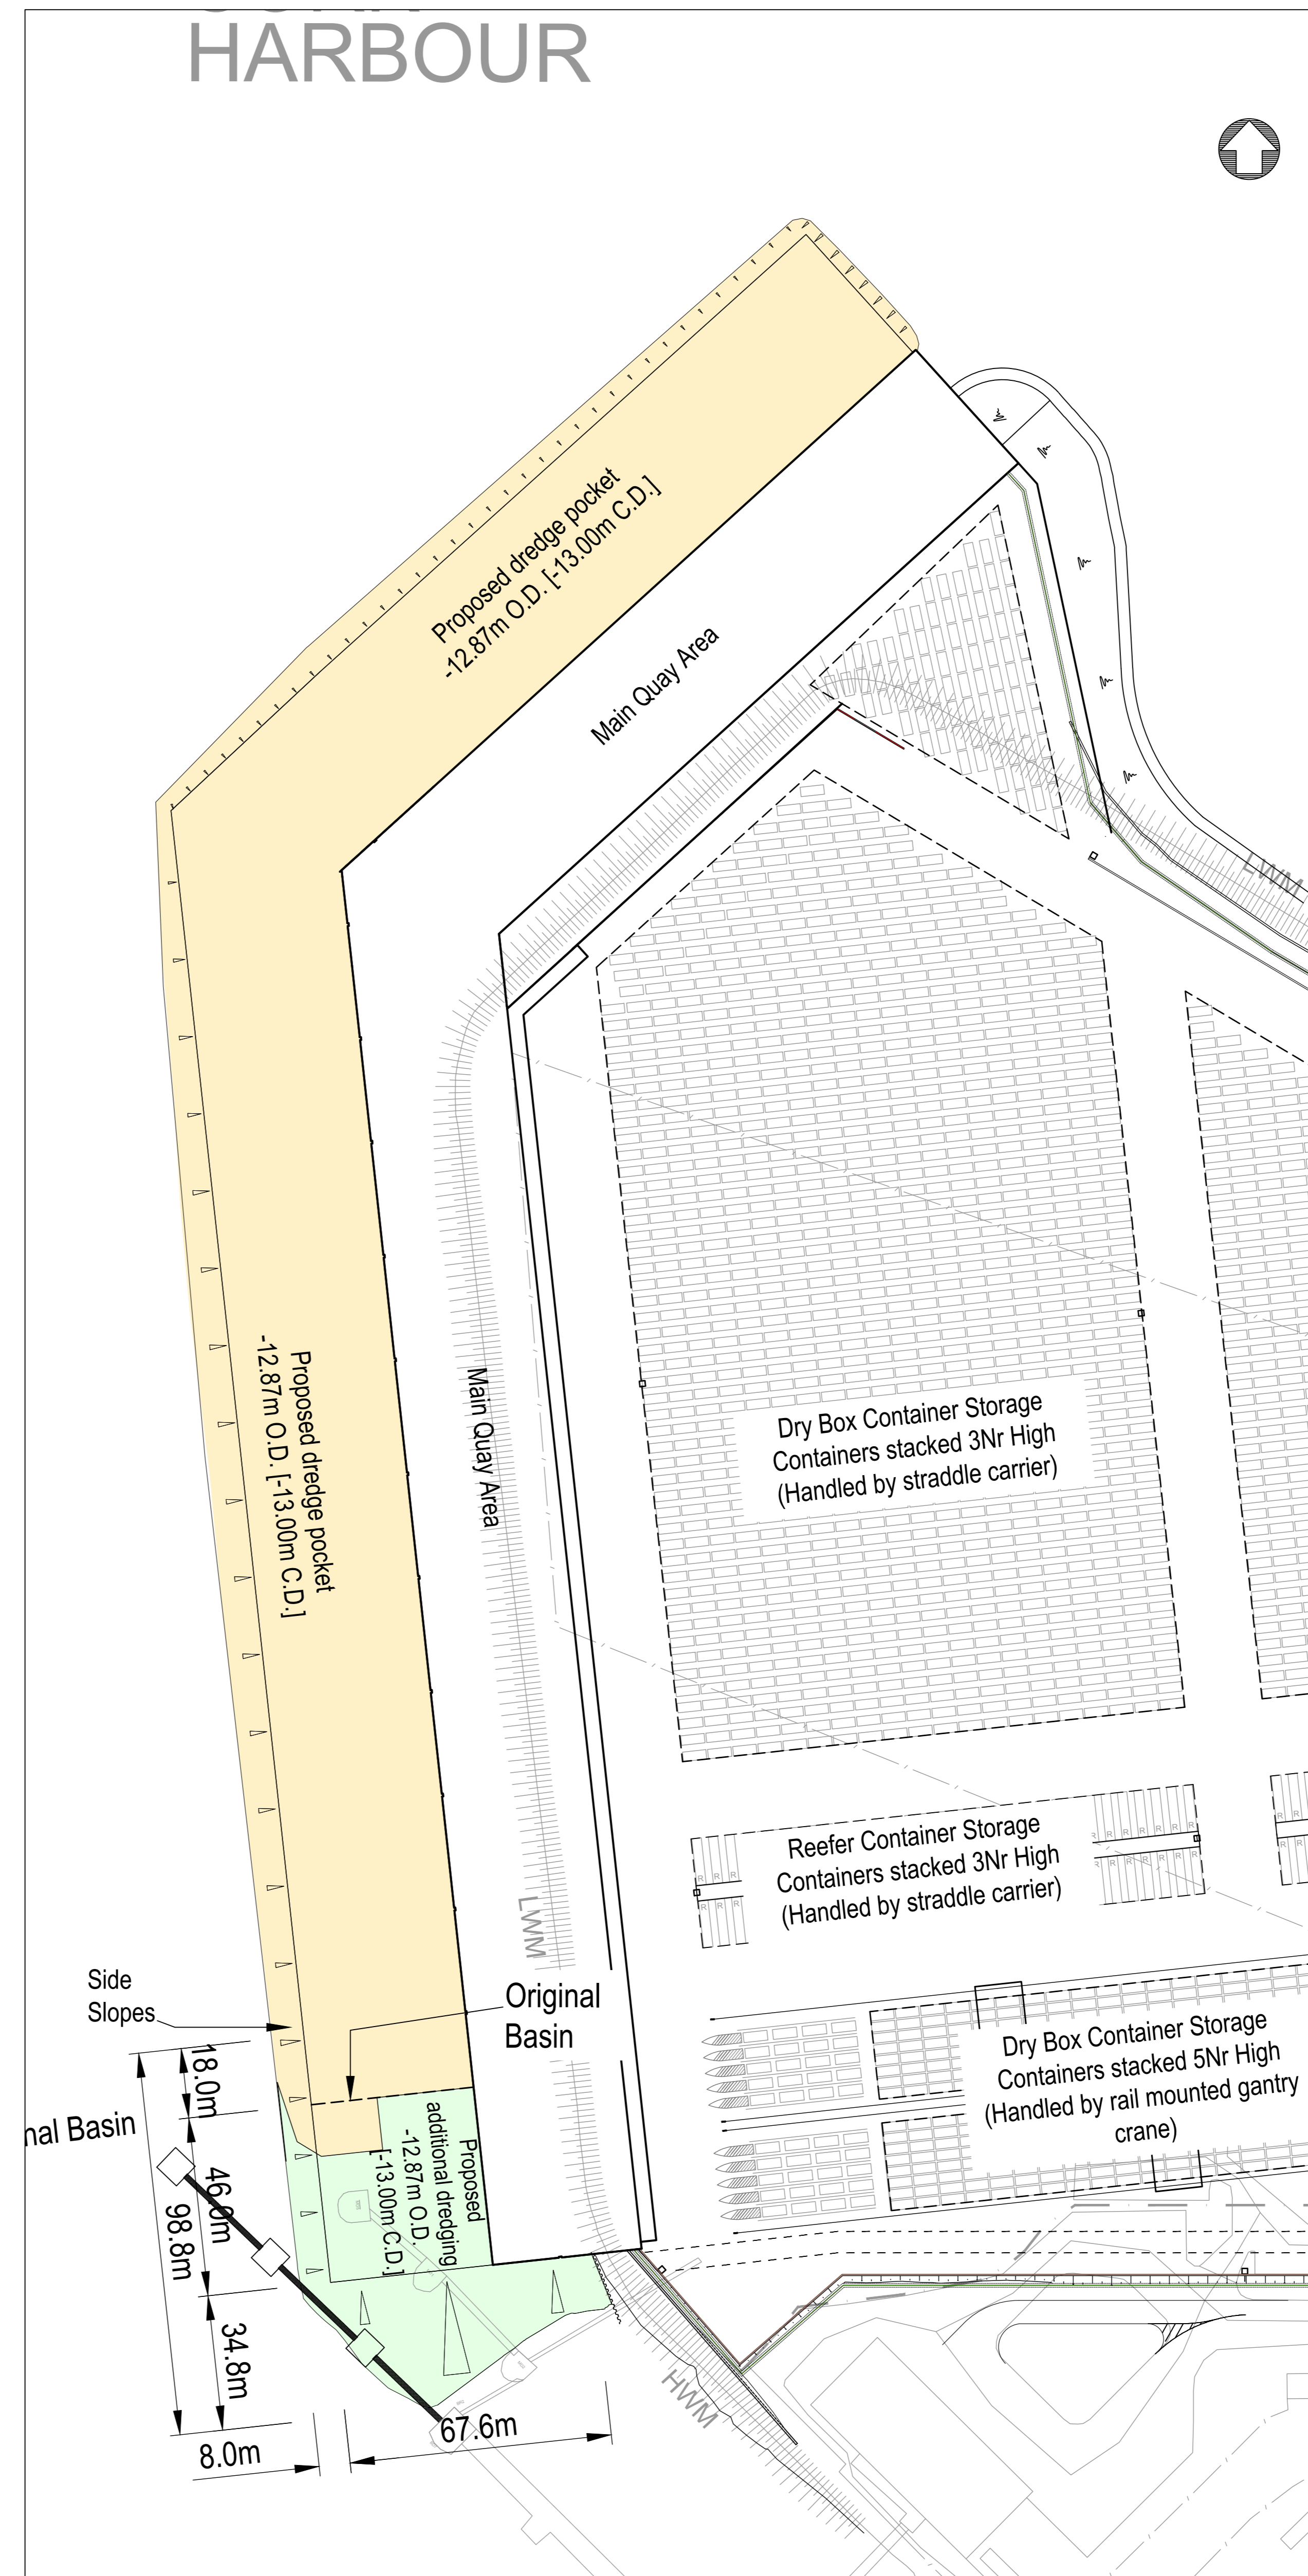 HARBOUR
Proposed dredge pocket
-12.87m O.D. [-13.00m C.D.]
Main Quay Area
LWM
Proposed dredge pocket
-12.87m O.D. [-13.00m C.D.]
Main Quay Area
Dry Box Container Storage
Containers stacked 3Nr High
(Handled by straddle carrier)
Reefer Container Storage
Containers stacked 3Nr High
(Handled by straddle carrier)
R R R
R R R
LWM
Side
Slopes
Original
Basin
Dry Box Container Storage
Containers stacked 5Nr High
(Handled by rail mounted gantry
crane)
18.0m
nal Basin
46.0m
98.8m
34.8m
Proposed
additional dredging
-12.87m O.D.
[-13.00m C.D.]
HWM
67.6m
8.0m